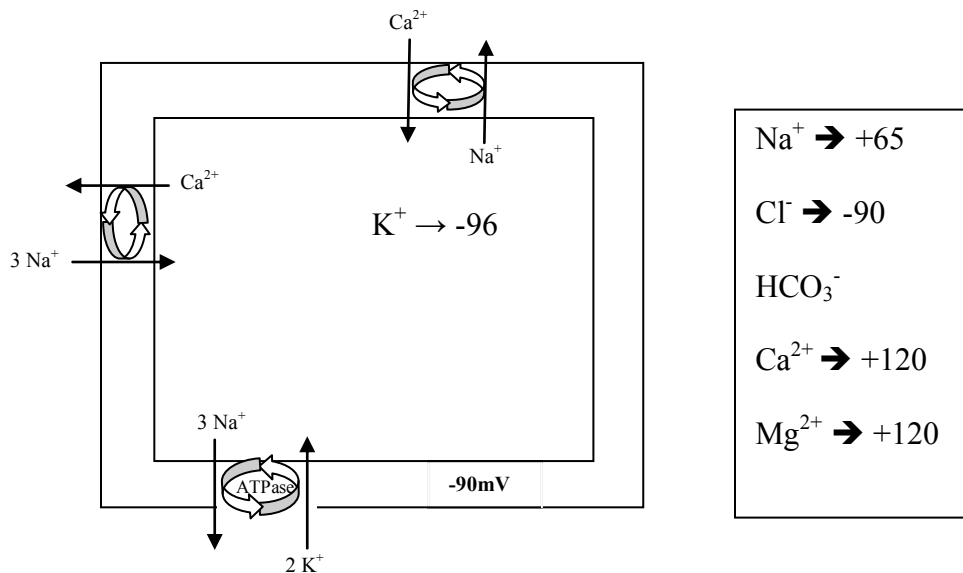 Ca²⁺
Na⁺
Ca²⁺
3 Na⁺
K⁺ → -96
3 Na⁺
ATPase
2 K⁺
-90mV
Na⁺ ➔ +65
Cl⁻ ➔ -90
HCO₃⁻
Ca²⁺ ➔ +120
Mg²⁺ ➔ +120